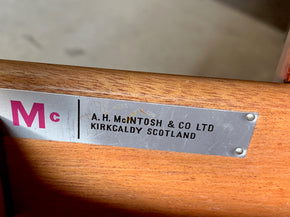 Mc
A. H. McINTOSH & CO LTD
KIRKCALDY SCOTLAND